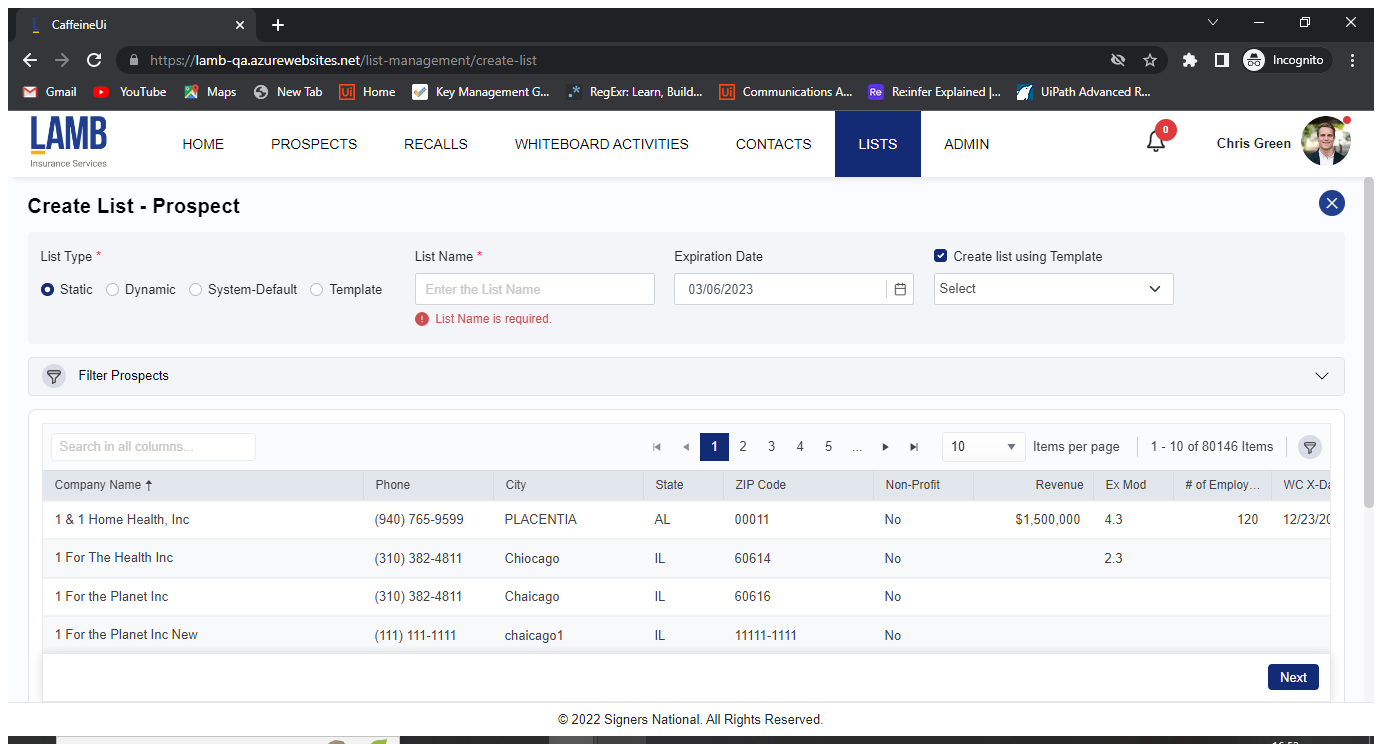 CaffeineUi
https://lamb-qa.azurewebsites.net/list-management/create-list
Incognito
Gmail YouTube Maps New Tab Home Key Management G... RegExr: Learn, Build... Communications A... Re Reinfer Explained |... UiPath Advanced R...
LAMB
Insurance Services
HOME PROSPECTS RECALLS WHITEBOARD ACTIVITIES CONTACTS LISTS ADMIN 0 Chris Green
Create List - Prospect
List Type * List Name * Expiration Date Create list using Template
Static Dynamic System-Default Template Enter the List Name 03/06/2023 Select
List Name is required.
Filter Prospects
Search in all columns... 1 2 3 4 5 ... 10 Items per page 1 - 10 of 80146 Items
Company Name Phone City State ZIP Code Non-Profit Revenue Ex Mod # of Employ... WC X-Da
1 & 1 Home Health, Inc (940) 765-9599 PLACENTIA AL 00011 No $1,500,000 4.3 120 12/23/20
1 For The Health Inc (310) 382-4811 Chiocago IL 60614 No 2.3
1 For the Planet Inc (310) 382-4811 Chaicago IL 60616 No
1 For the Planet Inc New (111) 111-1111 chaicago1 IL 11111-1111 No
Next
© 2022 Signers National. All Rights Reserved.